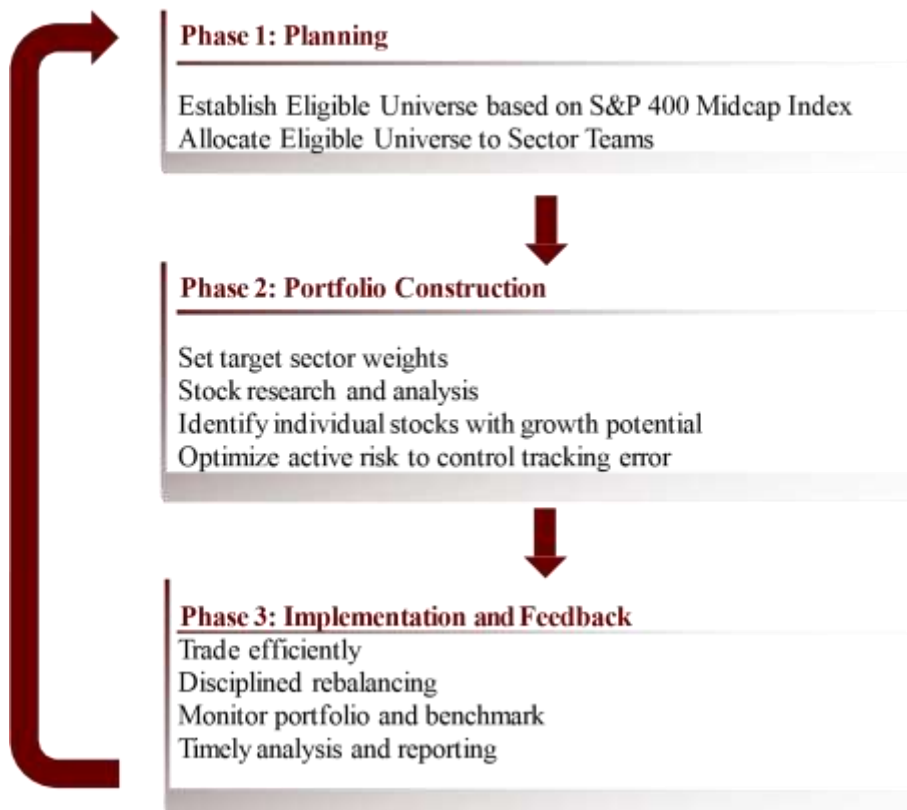 Phase 1: Planning
Establish Eligible Universe based on S&P 400 Midcap Index
Allocate Eligible Universe to Sector Teams
Phase 2: Portfolio Construction
Set target sector weights
Stock research and analysis
Identify individual stocks with growth potential
Optimize active risk to control tracking error
Phase 3: Implementation and Feedback
Trade efficiently
Disciplined rebalancing
Monitor portfolio and benchmark
Timely analysis and reporting